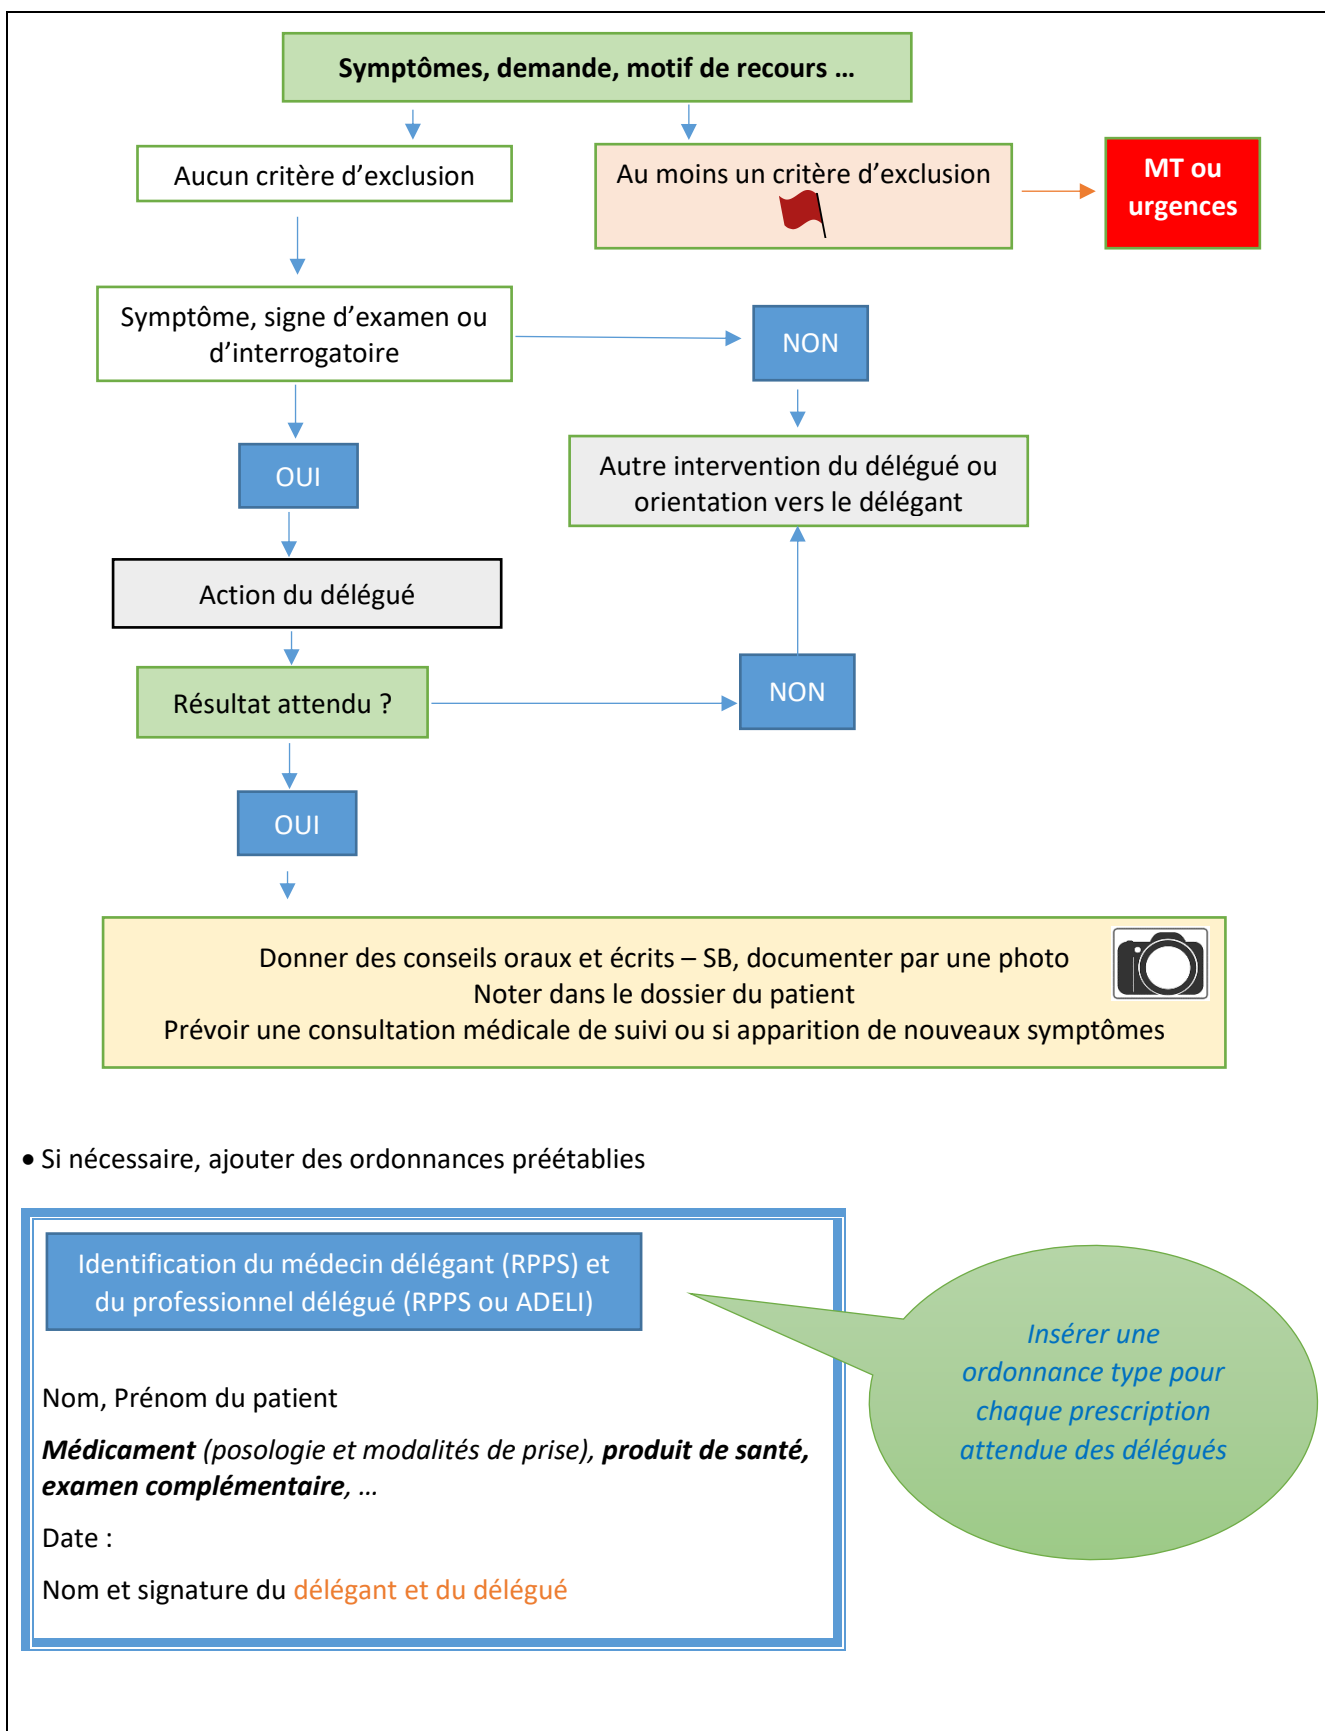 Symptômes, demande, motif de recours …
Aucun critère d’exclusion
Au moins un critère d’exclusion
MT ou
urgences
Symptôme, signe d’examen ou
d’interrogatoire
NON
OUI
Autre intervention du délégué ou
orientation vers le délégant
Action du délégué
Résultat attendu ?
NON
OUI
Donner des conseils oraux et écrits – SB, documenter par une photo
Noter dans le dossier du patient
Prévoir une consultation médicale de suivi ou si apparition de nouveaux symptômes
• Si nécessaire, ajouter des ordonnances préétablies
Identification du médecin délégant (RPPS) et
du professionnel délégué (RPPS ou ADELI)
Nom, Prénom du patient
Médicament (posologie et modalités de prise), produit de santé,
examen complémentaire, …
Date :
Nom et signature du délégant et du délégué
Insérer une
ordonnance type pour
chaque prescription
attendue des délégués